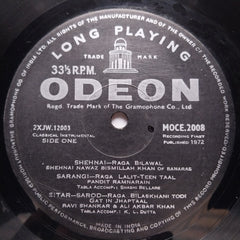 LONG PLAYING
TRADE MARK
33⅓ R.P.M.
ODEON
Regd. Trade Mark of The Gramophone Co., Ltd.
2XJW.12003
MOCE.2008
CLASSICAL INSTRUMENTAL
RECORDING FIRST
SIDE ONE
PUBLISHED 1972
SHEHNAI—RAGA BILAWAL
SHEHNAI NAWAZ BISMILLAH KHAN OF BANARAS
SARANGI—RAGA LALIT-TEEN TAAL
PANDIT RAMNARAIN
TABLA ACCOMP.
SITAR-SAROD—RAGA BILASKHANI TODI
GAT IN JHAPTAAL
RAVI SHANKAR & ALI AKBAR KHAN
TABLA ACCOMP.: K. L. DUTTA
MADE IN INDIA